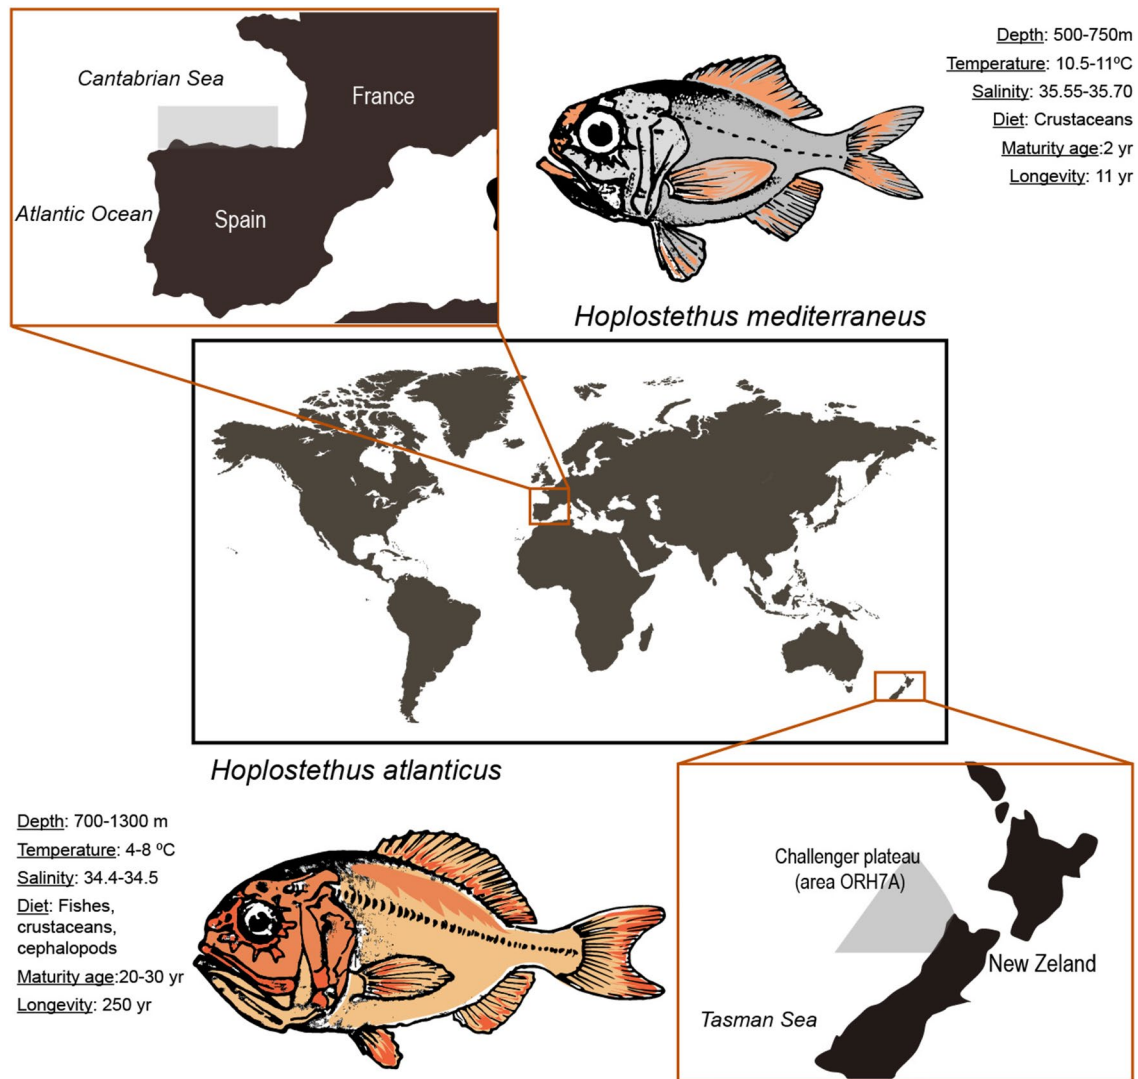 Cantabrian Sea
France
Atlantic Ocean
Spain
Depth: 500-750m
Temperature: 10.5-11ºC
Salinity: 35.55-35.70
Diet: Crustaceans
Maturity age:2 yr
Longevity: 11 yr
Hoplostethus mediterraneus
Hoplostethus atlanticus
Depth: 700-1300 m
Temperature: 4-8 ºC
Salinity: 34.4-34.5
Diet: Fishes,
crustaceans,
cephalopods
Maturity age:20-30 yr
Longevity: 250 yr
Challenger plateau
(area ORH7A)
New Zeland
Tasman Sea